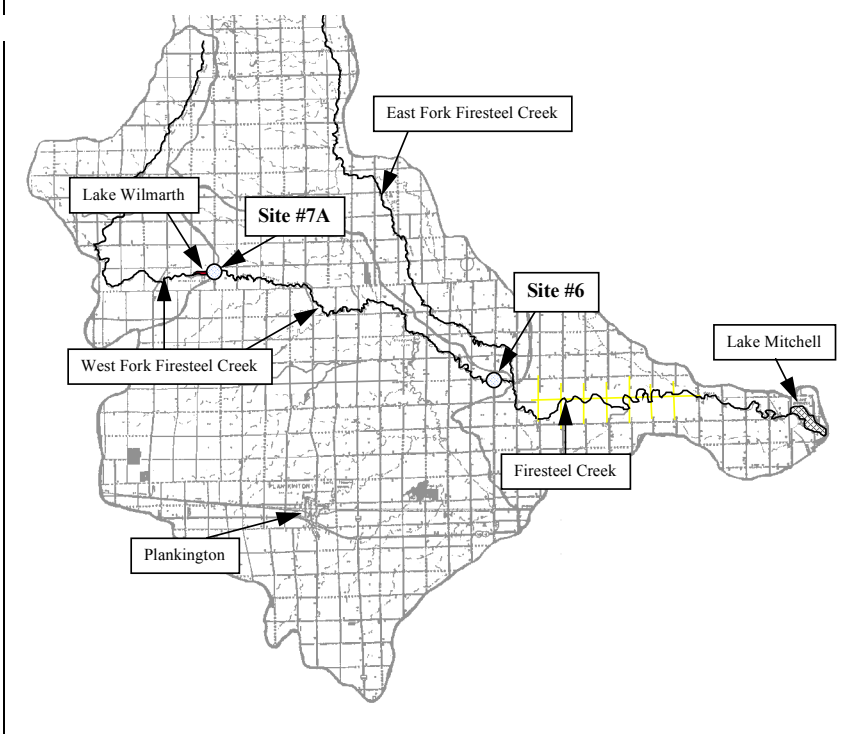 East Fork Firesteel Creek
Lake Wilmarth
Site #7A
Site #6
Lake Mitchell
West Fork Firesteel Creek
Firesteel Creek
PLANKINTON
Plankington